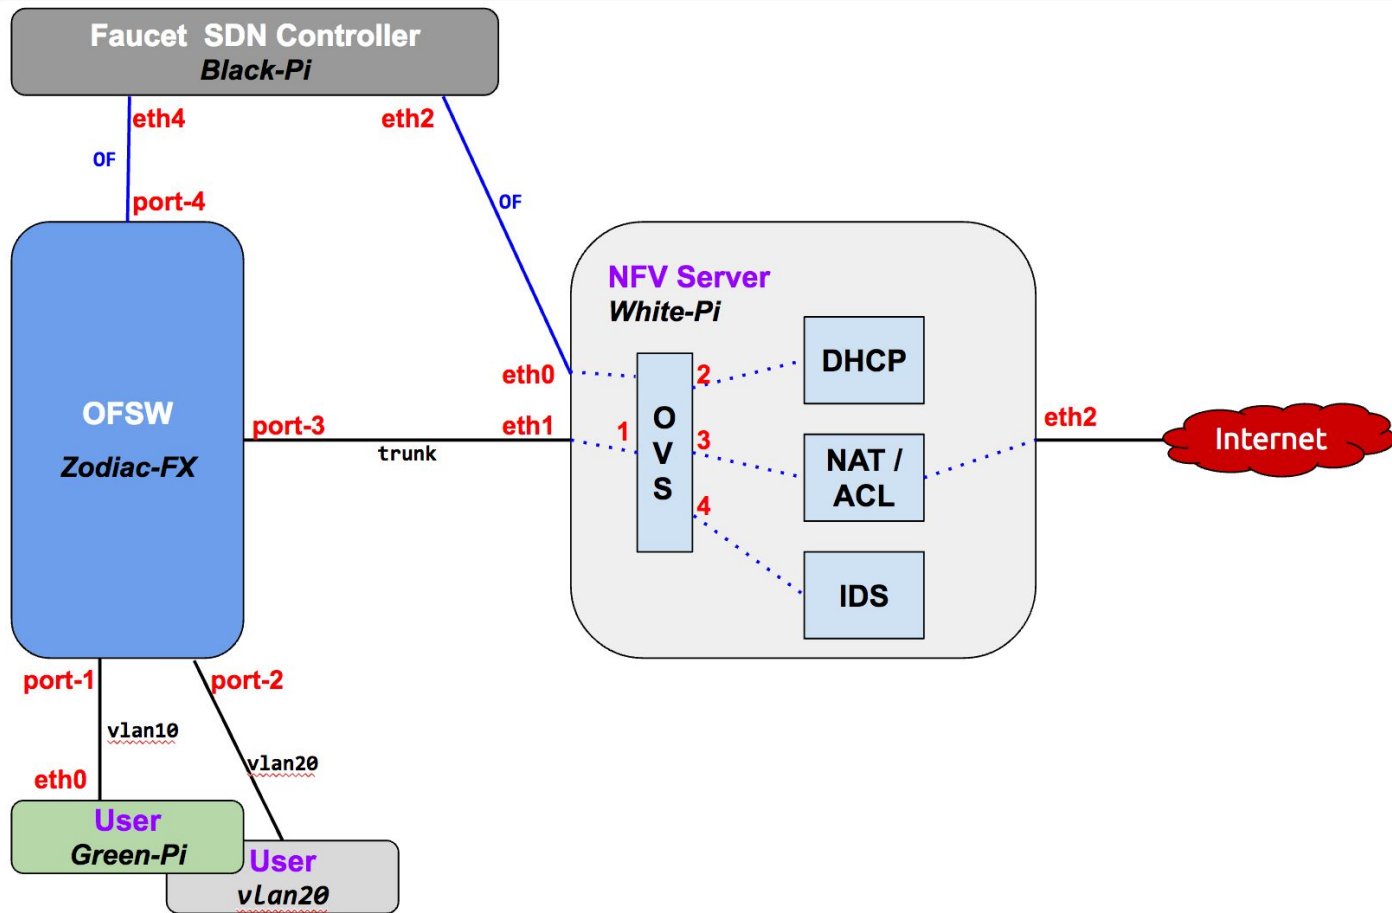 Faucet  SDN Controller
Black-Pi
eth4
eth2
OF
OF
port-4
NFV Server
White-Pi
OFSW
Zodiac-FX
port-3
trunk
eth0
eth1
1
O
V
S
2
3
4
DHCP
NAT /
ACL
IDS
eth2
Internet
port-1
port-2
vlan10
vlan20
eth0
User
Green-Pi
User
vlan20